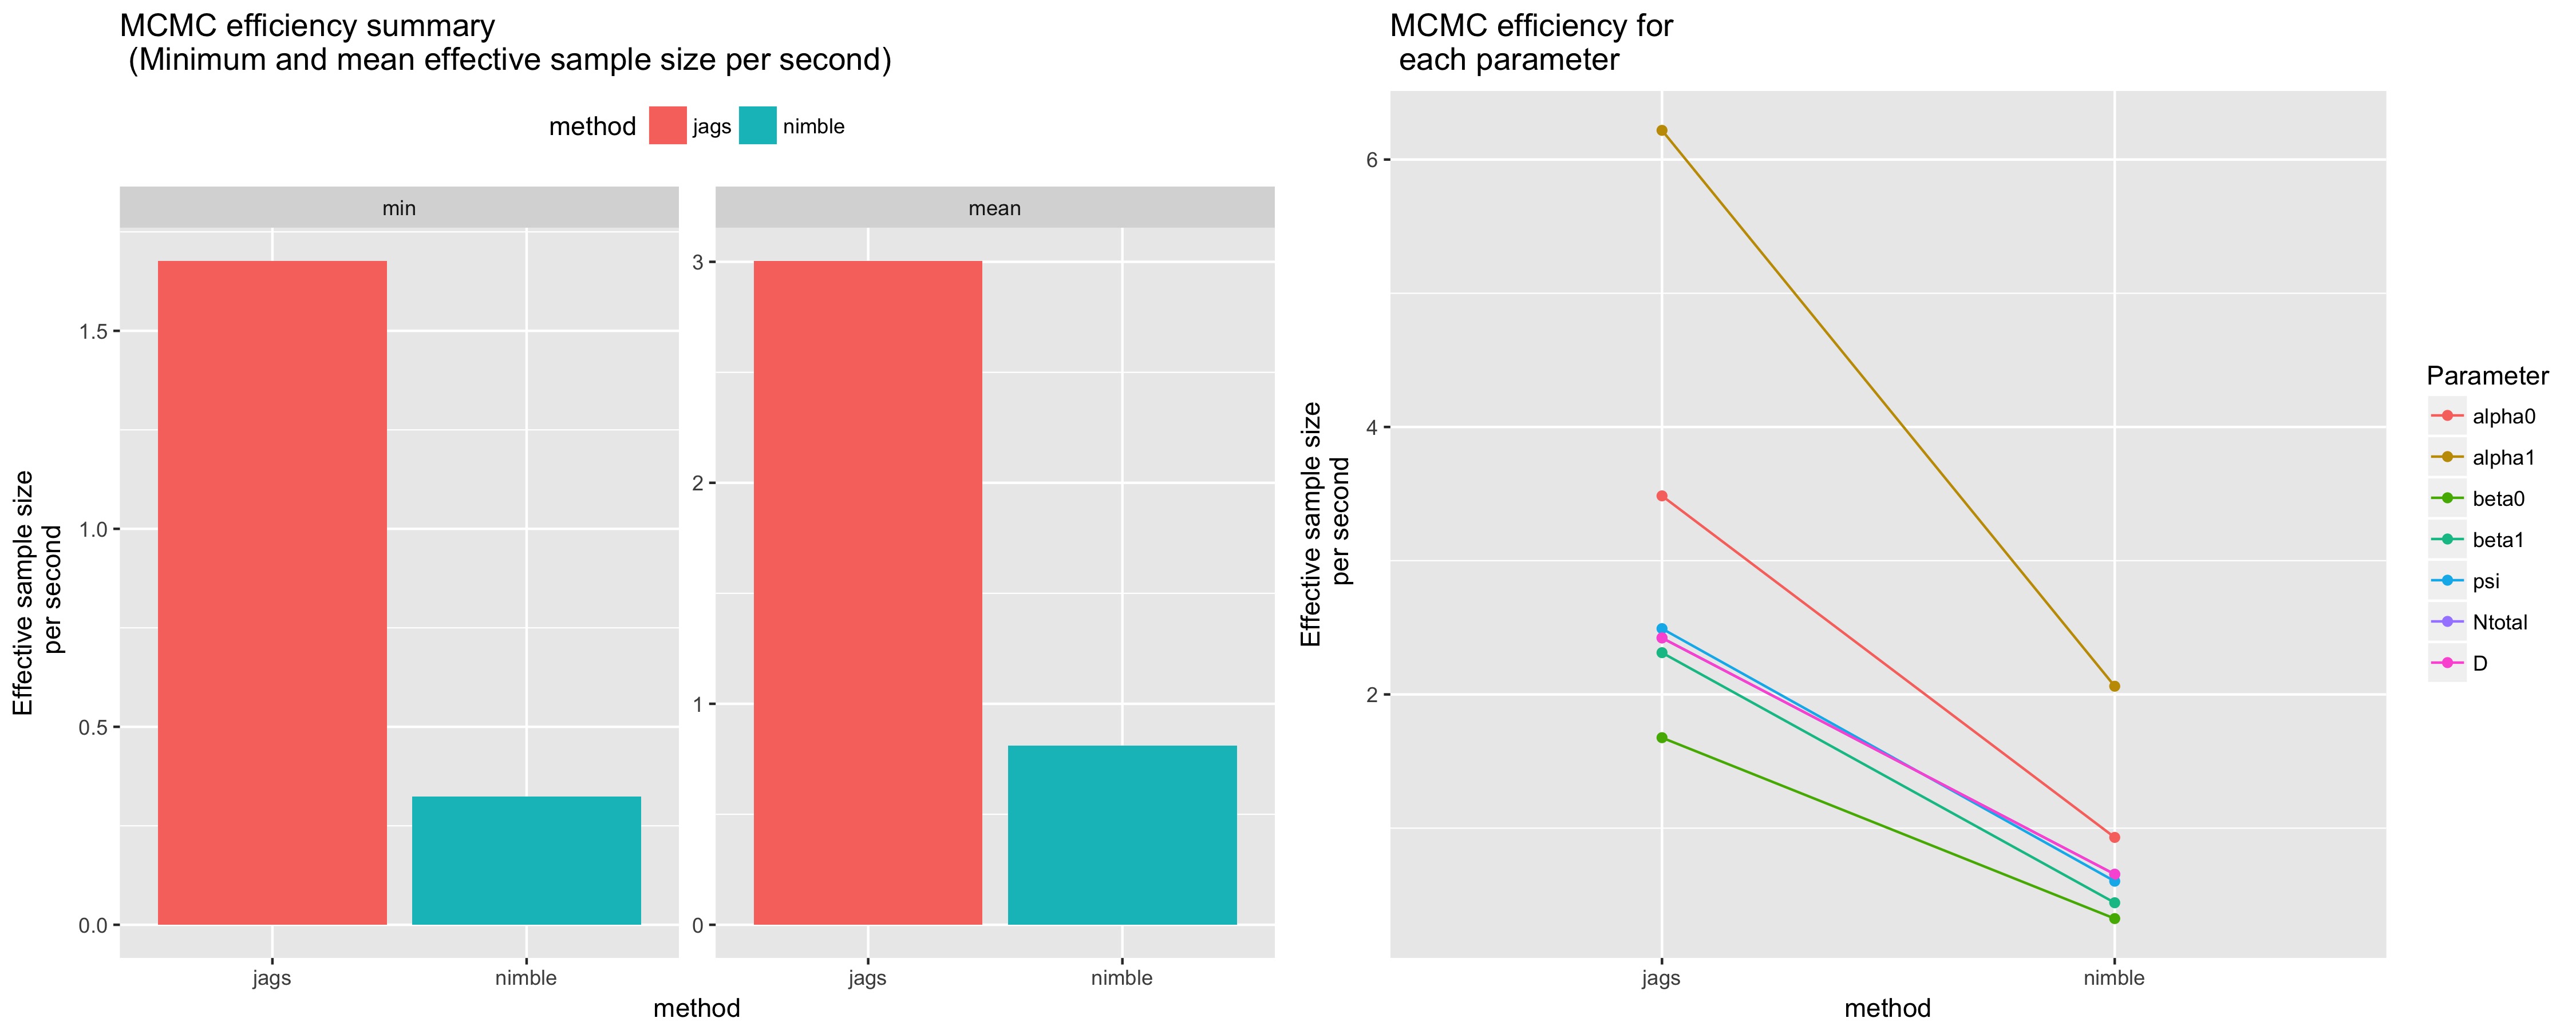 MCMC efficiency summary
(Minimum and mean effective sample size per second)
method jags nimble
min
mean
Effective sample size
per second
1.5
1.0
0.5
0.0
3
2
1
0
jags
nimble
jags
nimble
method
MCMC efficiency for
each parameter
Effective sample size
per second
6
4
2
jags
nimble
method
Parameter
alpha0
alpha1
beta0
beta1
psi
Ntotal
D